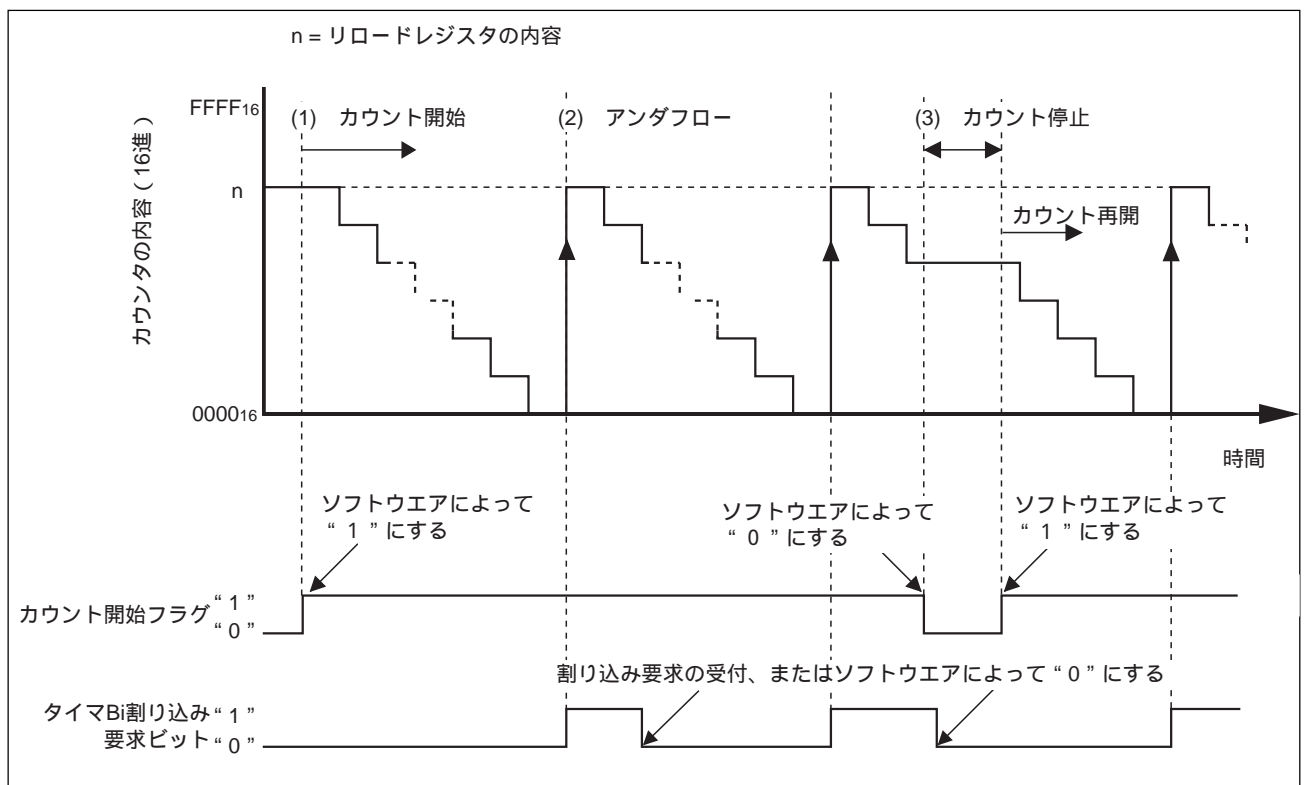 n = リロードレジスタの内容
カウンタの内容（16進）
FFFF16
n
000016
(1) カウント開始
(2) アンダフロー
(3) カウント停止
カウント再開
時間
ソフトウエアによって
“ 1 ” にする
ソフトウエアによって
“ 0 ” にする
ソフトウエアによって
“ 1 ” にする
カウント開始フラグ
“ 1 ”
“ 0 ”
割り込み要求の受付、またはソフトウエアによって “ 0 ” にする
タイマBi割り込み “ 1 ”
要求ビット “ 0 ”